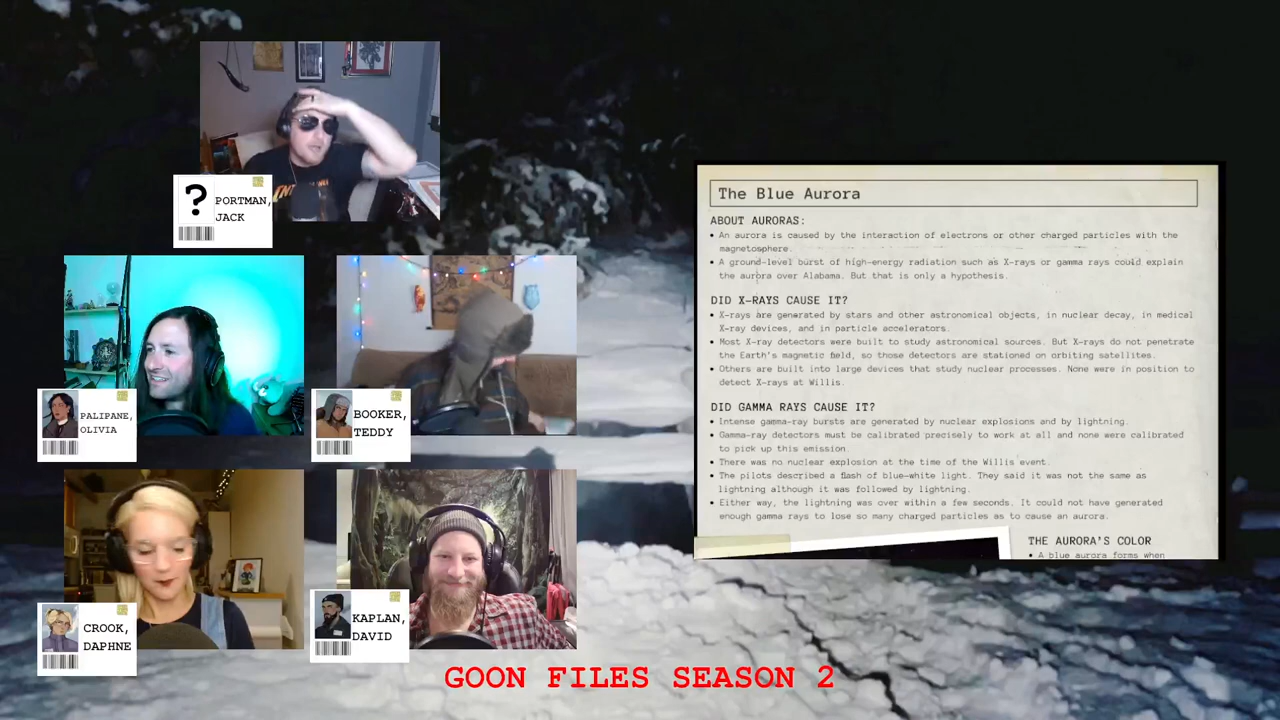 ?
PORTMAN,
JACK
PALIPANE,
OLIVIA
BOOKER,
TEDDY
CROOK,
DAPHNE
KAPLAN,
DAVID
The Blue Aurora
ABOUT AURORAS:
• An aurora is caused by the interaction of electrons or other charged particles with the
magnetosphere.
• A ground-level burst of high-energy radiation such as X-rays or gamma rays could explain
the aurora over Alabama. But that is only a hypothesis.
DID X-RAYS CAUSE IT?
• X-rays are generated by stars and other astronomical objects, in nuclear decay, in medical
X-ray devices, and in particle accelerators.
• Most X-ray detectors were built to study astronomical sources. But X-rays do not penetrate
the Earth's magnetic field, so those detectors are stationed on orbiting satellites.
• Others are built into large devices that study nuclear processes. None were in position to
detect X-rays at Willis.
DID GAMMA RAYS CAUSE IT?
• Intense gamma-ray bursts are generated by nuclear explosions and by lightning.
• Gamma-ray detectors must be calibrated precisely to work at all and none were calibrated
to pick up this emission.
• There was no nuclear explosion at the time of the Willis event.
• The pilots described a flash of blue-white light. They said it was not the same as
lightning although it was followed by lightning.
• Either way, the lightning was over within a few seconds. It could not have generated
enough gamma rays to lose so many charged particles as to cause an aurora.
THE AURORA'S COLOR
• A blue aurora forms when
GOON FILES SEASON 2